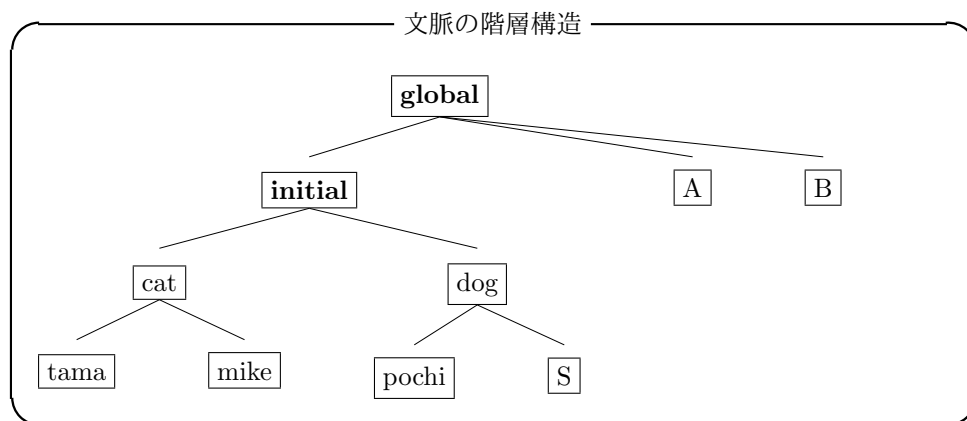 文脈の階層構造
global
initial A B
cat dog
tama mike pochi S